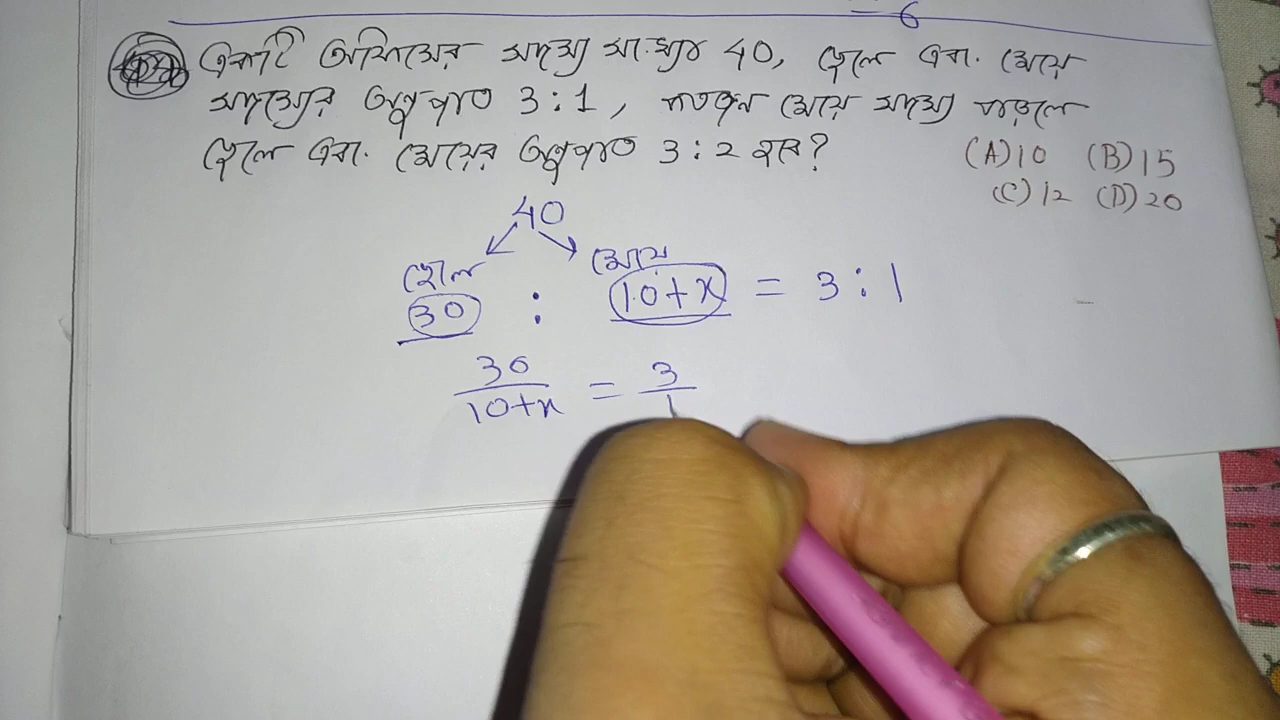 = 6
একটি অফিসের সদস্য সংখ্যা 40, ছেলে এবং মেয়ে
সদস্যের অনুপাত 3:1, কতজন মেয়ে সদস্য বাড়লে
ছেলে এবং মেয়ের অনুপাত 3:2 হবে?
(A) 10 (B) 15
(C) 12 (D) 20
40
ছেলে মেয়ে
30 : 10+x = 3:1
30/10+x = 3/1